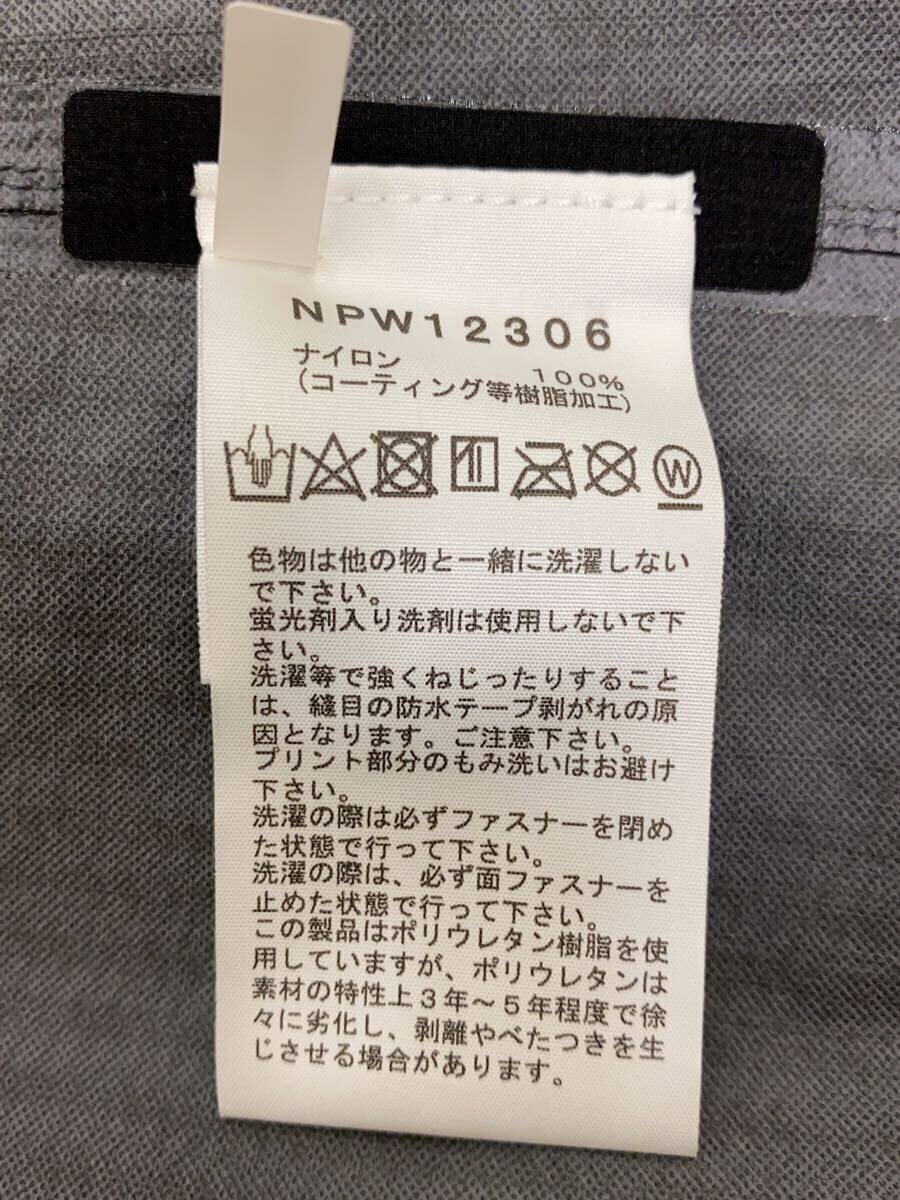 NPW12306
ナイロン 100%
(コーティング等樹脂加工)
W
色物は他の物と一緒に洗濯しない
で下さい。
蛍光剤入り洗剤は使用しないで下
さい。
洗濯等で強くねじったりすること
は、縫目の防水テープ剥がれの原
因となります。ご注意下さい。
プリント部分のもみ洗いはお避け
下さい。
洗濯の際は必ずファスナーを閉め
た状態で行って下さい。
洗濯の際は、必ず面ファスナーを
止めた状態で行って下さい。
この製品はポリウレタン樹脂を使
用していますが、ポリウレタンは
素材の特性上3年～5年程度で徐
々に劣化し、剥離やべたつきを生
じさせる場合があります。